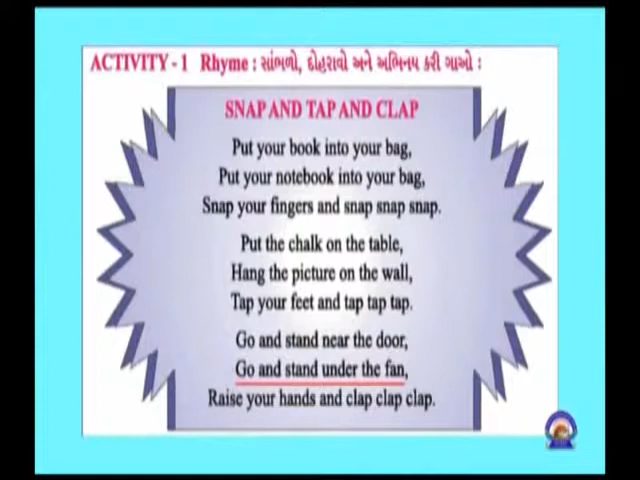 ACTIVITY - 1 Rhyme : સાંભળો, દોહરાવો અને અભિનય કરી ગાઓ :
SNAP AND TAP AND CLAP
Put your book into your bag,
Put your notebook into your bag,
Snap your fingers and snap snap snap.
Put the chalk on the table,
Hang the picture on the wall,
Tap your feet and tap tap tap.
Go and stand near the door,
Go and stand under the fan,
Raise your hands and clap clap clap.